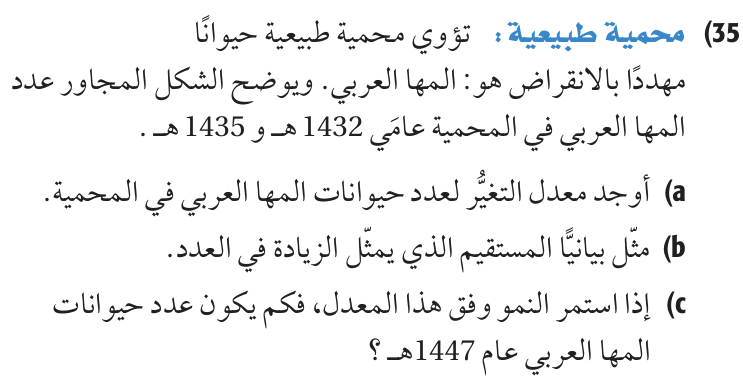 35) محمية طبيعية : تؤوي محمية طبيعية حيوانًا
مهددًا بالانقراض هو: المها العربي. ويوضح الشكل المجاور عدد
المها العربي في المحمية عامَي 1432 هـ و 1435 هـ .
a) أوجد معدل التغيُّر لعدد حيوانات المها العربي في المحمية.
b) مثّل بيانيًّا المستقيم الذي يمثّل الزيادة في العدد.
c) إذا استمر النمو وفق هذا المعدل، فكم يكون عدد حيوانات
المها العربي عام 1447هـ ؟